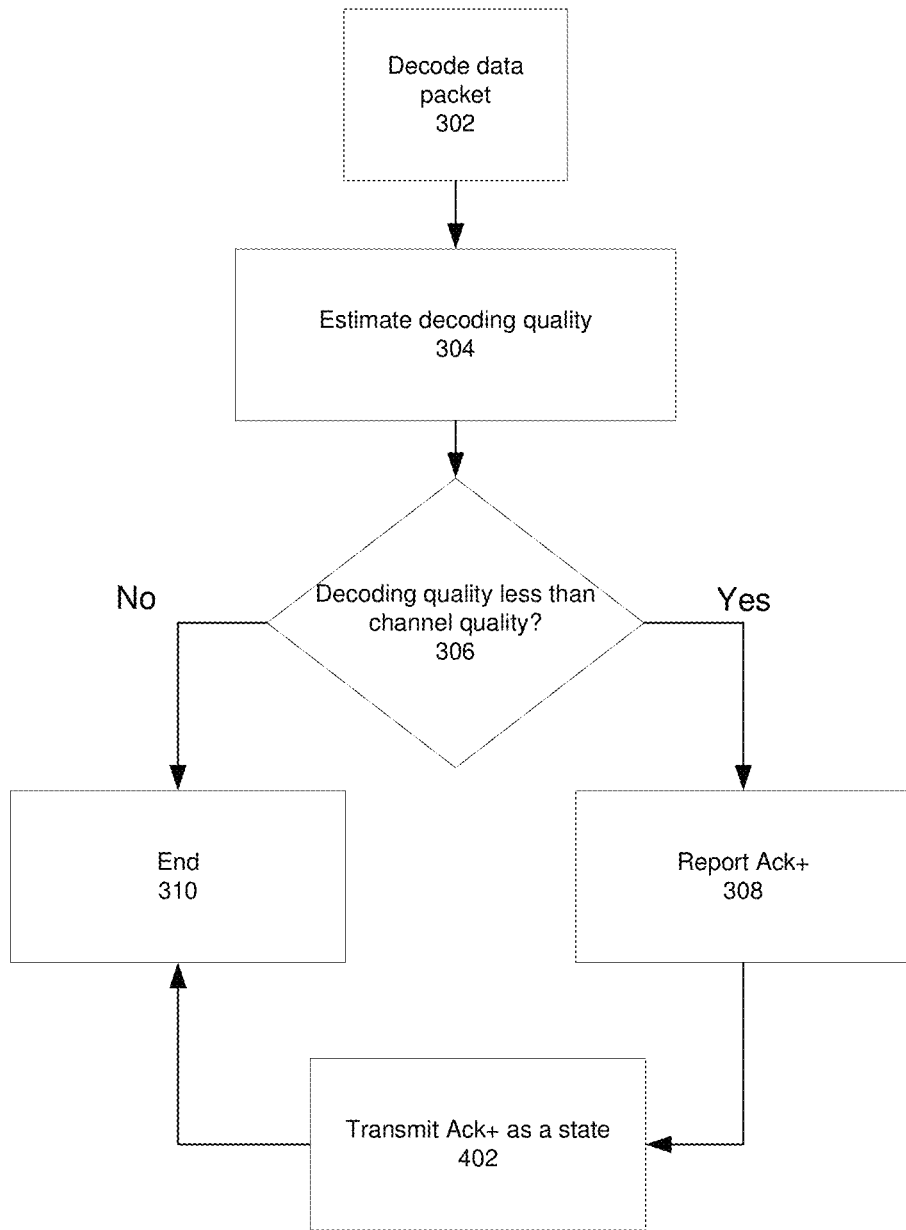 Decode data
packet
302
Estimate decoding quality
304
No
Decoding quality less than
channel quality?
306
Yes
End
310
Report Ack+
308
Transmit Ack+ as a state
402